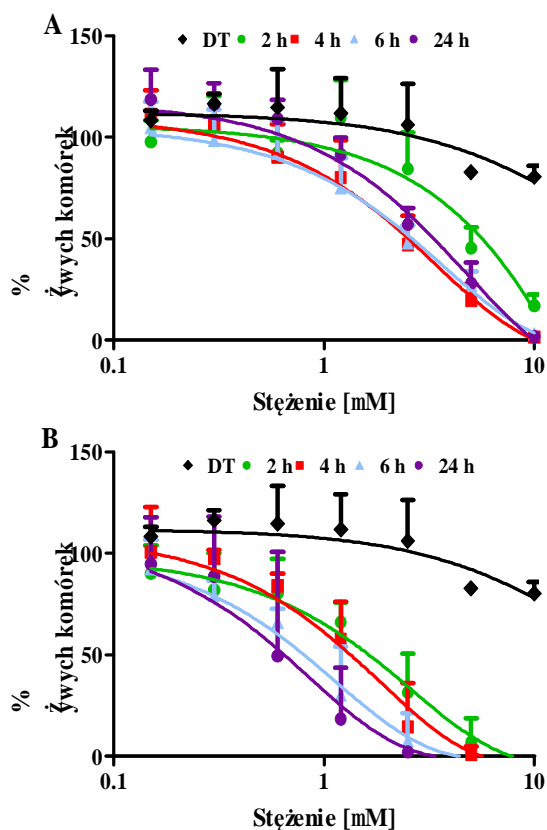 A
DT 2 h 4 h 6 h 24 h
150
100
50
0
% żywych komórek
0.1 1 10
Stężenie [mM]
B
DT 2 h 4 h 6 h 24 h
150
100
50
0
% żywych komórek
0.1 1 10
Stężenie [mM]